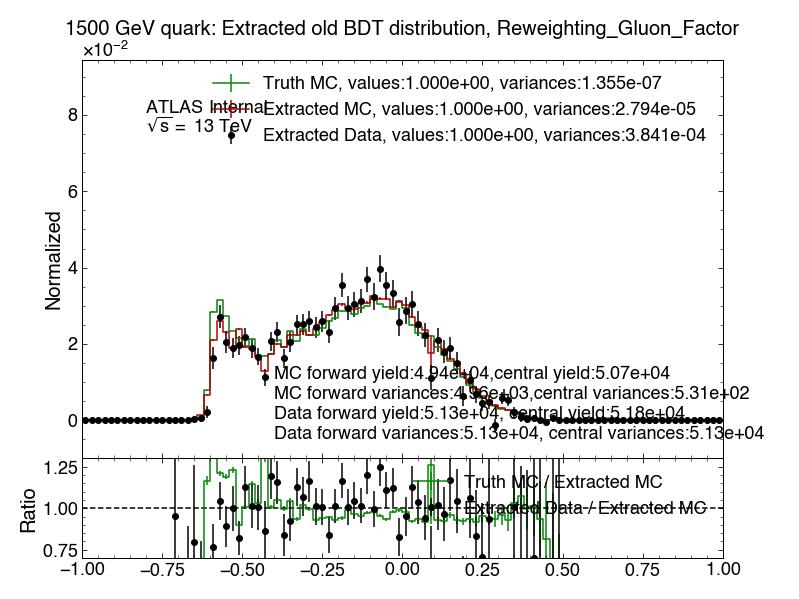 1500 GeV quark: Extracted old BDT distribution, Reweighting_Gluon_Factor
×10−2
Truth MC, values:1.000e+00, variances:1.355e-07
ATLAS Internal
Extracted MC, values:1.000e+00, variances:2.794e-05
√s = 13 TeV
Extracted Data, values:1.000e+00, variances:3.841e-04
8
6
4
2
0
Normalized
MC forward yield:4.94e+04,central yield:5.07e+04
MC forward variances:4.96e+03,central variances:5.31e+02
Data forward yield:5.13e+04, central yield:5.18e+04
Data forward variances:5.13e+04, central variances:5.13e+04
1.25
1.00
0.75
Ratio
Truth MC / Extracted MC
Extracted Data / Extracted MC
−1.00 −0.75 −0.50 −0.25 0.00 0.25 0.50 0.75 1.00